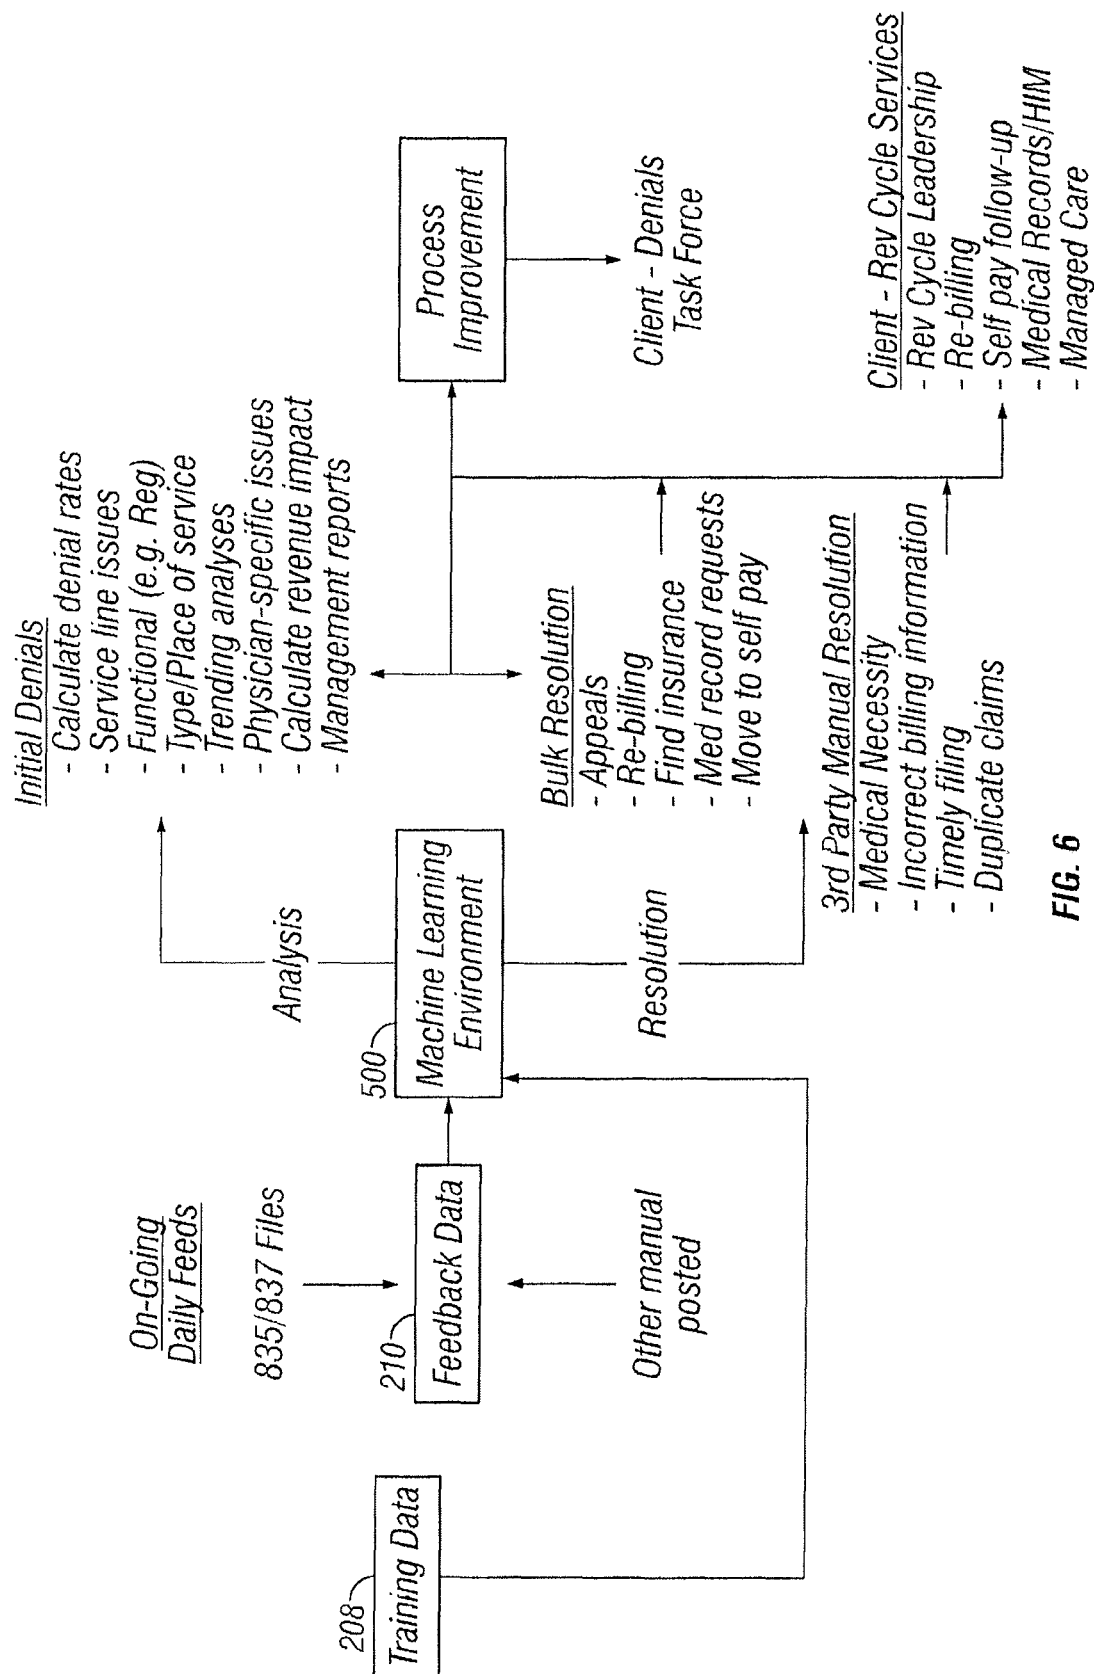 208
Training Data
On-Going
Daily Feeds
835/837 Files
210
Feedback Data
Other manual
posted
500
Machine Learning
Environment
Analysis
Resolution
Initial Denials
- Calculate denial rates
- Service line issues
- Functional (e.g. Reg)
- Type/Place of service
Trending analyses
- Physician-specific issues
- Calculate revenue impact
- Management reports
Bulk Resolution
- Appeals
- Re-billing
- Find insurance
- Med record requests
- Move to self pay
3rd Party Manual Resolution
- Medical Necessity
- Incorrect billing information
- Timely filing
- Duplicate claims
Process
Improvement
Client - Denials
Task Force
Client - Rev Cycle Services
- Rev Cycle Leadership
- Re-billing
- Self pay follow-up
- Medical Records/HIM
- Managed Care
FIG. 6